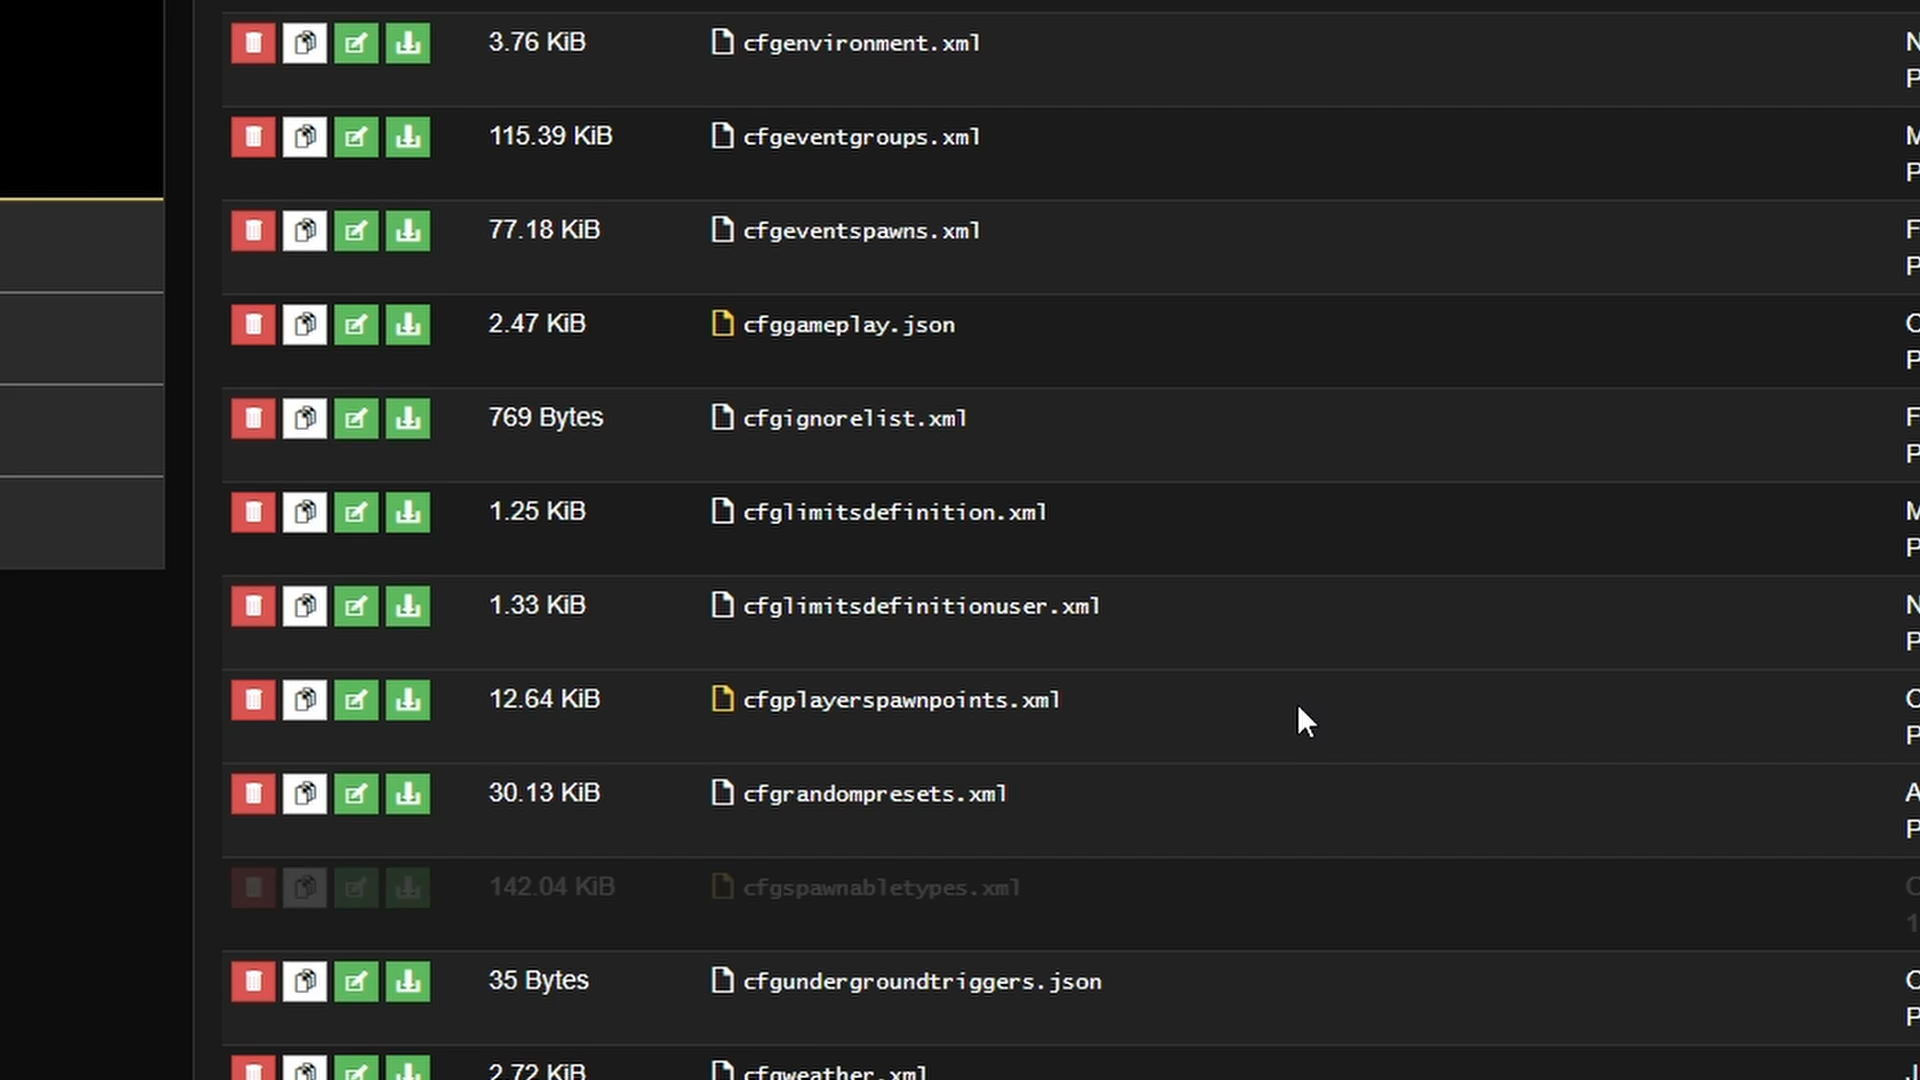 3.76 KiB cfgenvironment.xml N
P
115.39 KiB cfgeventgroups.xml M
P
77.18 KiB cfgeventspawns.xml F
P
2.47 KiB cfggameplay.json
P
769 Bytes cfgignorelist.xml F
P
1.25 KiB cfglimitsdefinition.xml M
P
1.33 KiB cfglimitsdefinitionuser.xml N
P
12.64 KiB cfgplayerspawnpoints.xml
P
30.13 KiB cfgrandompresets.xml A
P
142.04 KiB cfgspawnabletypes.xml
1
35 Bytes cfgundergroundtriggers.json
P
2.72 KiB cfgweather.xml J